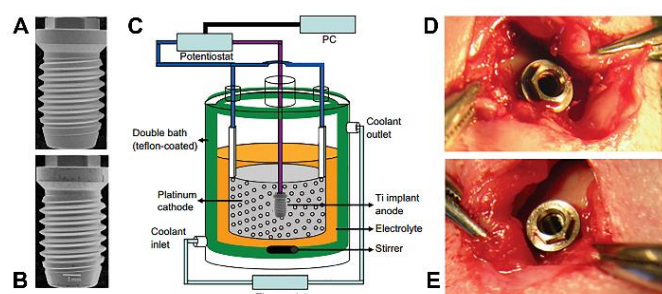 A
B
C
PC
Potentiostat
Double bath
(teflon-coated)
Coolant
outlet
Platinum
cathode
Ti implant
anode
Coolant
inlet
Electrolyte
Stirrer
D
E